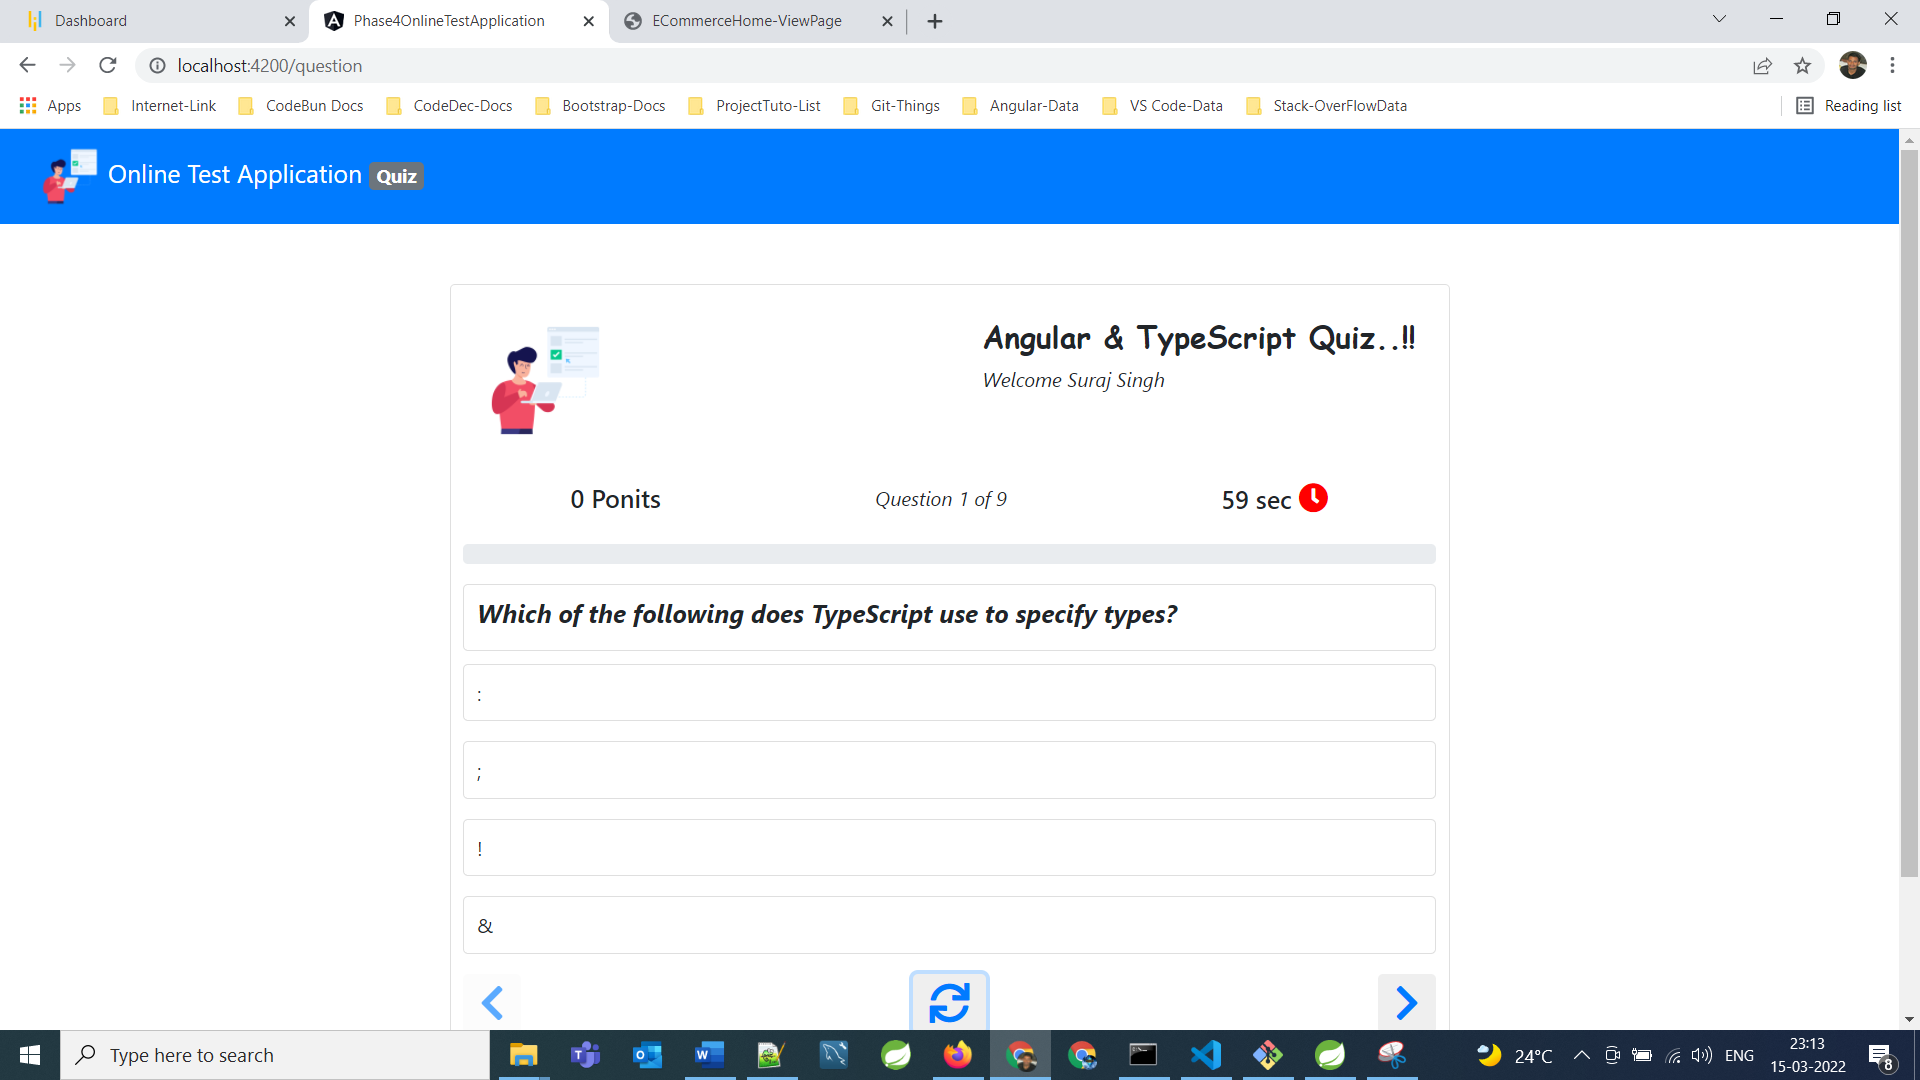 Dashboard
Phase4OnlineTestApplication
ECommerceHome-ViewPage
localhost:4200/question
Apps
Internet-Link
CodeBun Docs
CodeDec-Docs
Bootstrap-Docs
ProjectTuto-List
Git-Things
Angular-Data
VS Code-Data
Stack-OverFlowData
Reading list
Online Test Application Quiz
Angular & TypeScript Quiz..!!
Welcome Suraj Singh
0 Ponits
Question 1 of 9
59 sec
Which of the following does TypeScript use to specify types?
:
;
!
&
Type here to search
24°C
ENG
23:13
15-03-2022
8